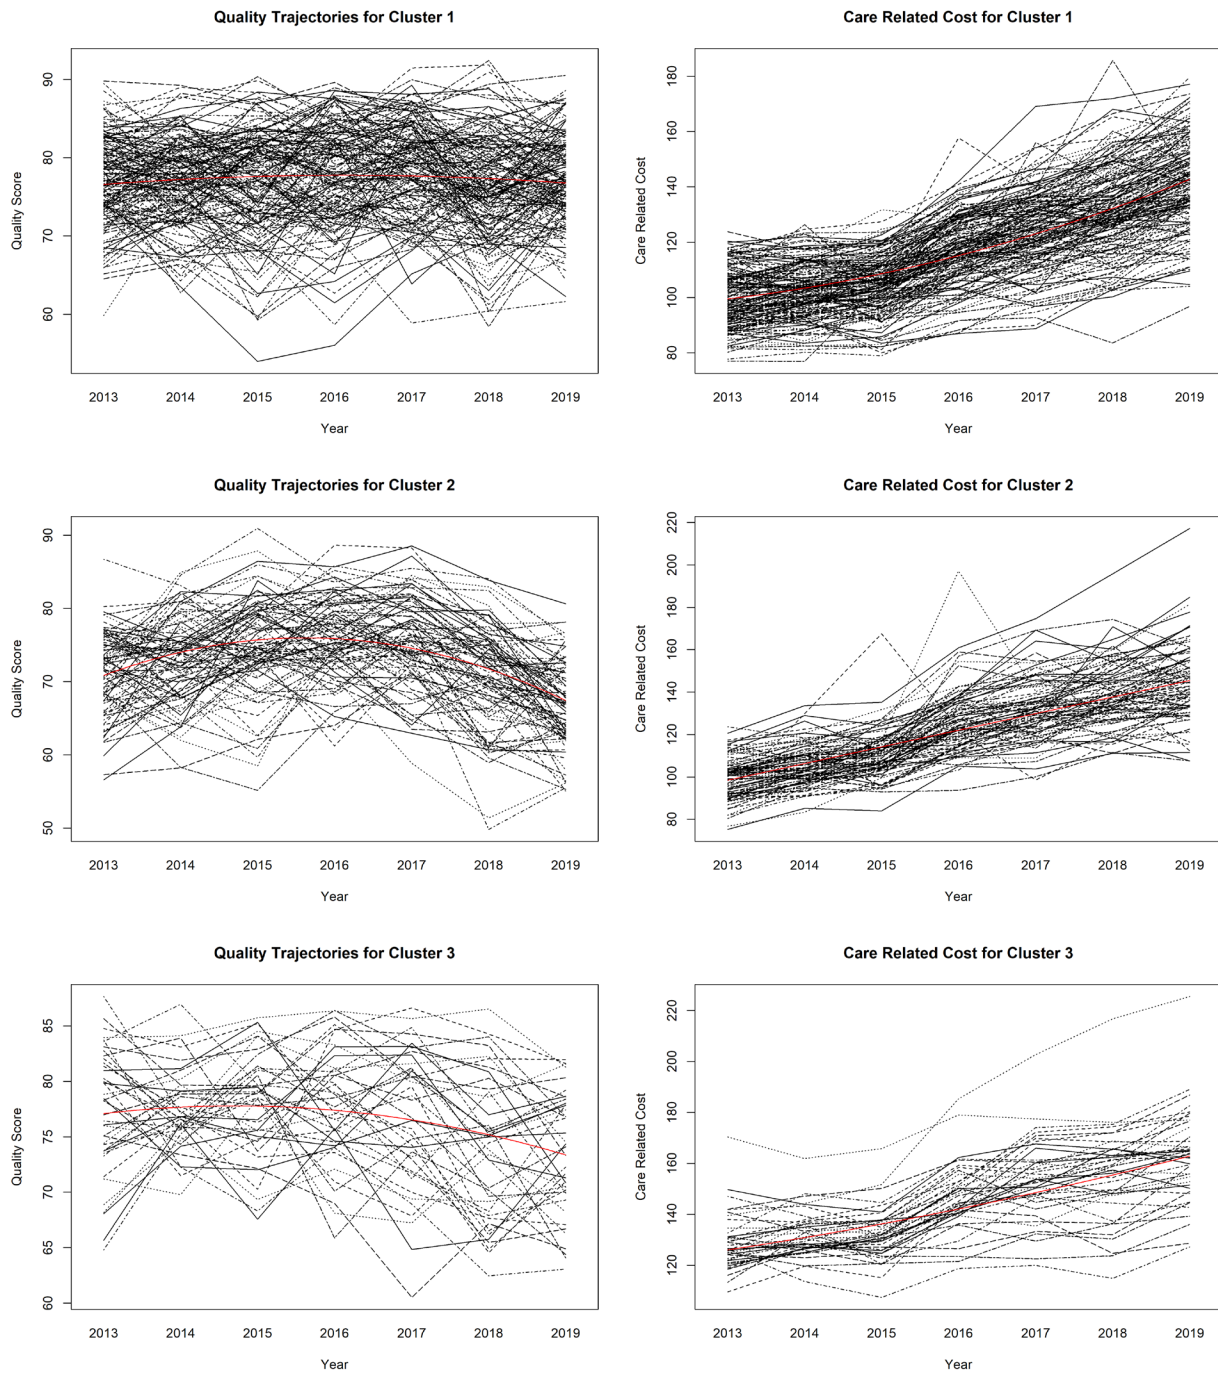 Quality Trajectories for Cluster 1
Quality Score
90
80
70
60
2013 2014 2015 2016 2017 2018 2019
Year
Care Related Cost for Cluster 1
Care Related Cost
180
160
140
120
100
80
2013 2014 2015 2016 2017 2018 2019
Year
Quality Trajectories for Cluster 2
Quality Score
90
80
70
60
50
2013 2014 2015 2016 2017 2018 2019
Year
Care Related Cost for Cluster 2
Care Related Cost
220
200
180
160
140
120
100
80
2013 2014 2015 2016 2017 2018 2019
Year
Quality Trajectories for Cluster 3
Quality Score
85
80
75
70
65
60
2013 2014 2015 2016 2017 2018 2019
Year
Care Related Cost for Cluster 3
Care Related Cost
220
200
180
160
140
120
2013 2014 2015 2016 2017 2018 2019
Year